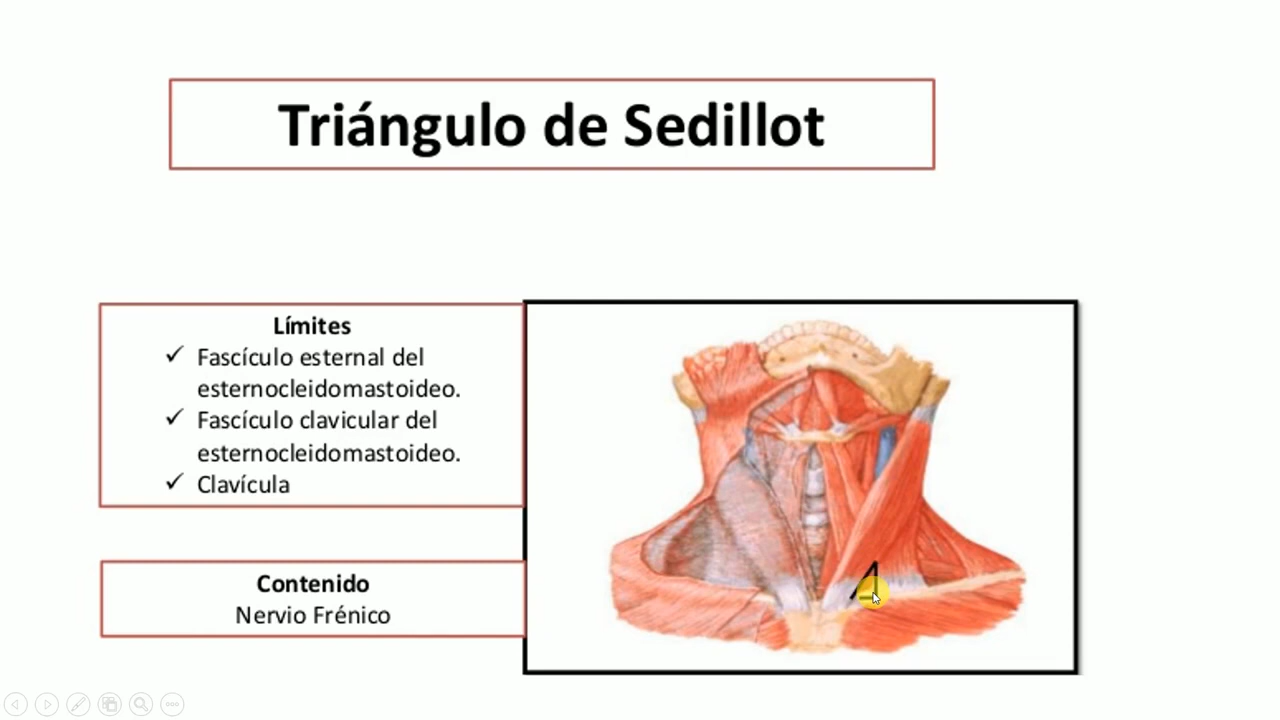 Triángulo de Sedillot
Límites
✓ Fascículo esternal del
esternocleidomastoideo.
✓ Fascículo clavicular del
esternocleidomastoideo.
✓ Clavícula
Contenido
Nervio Frénico